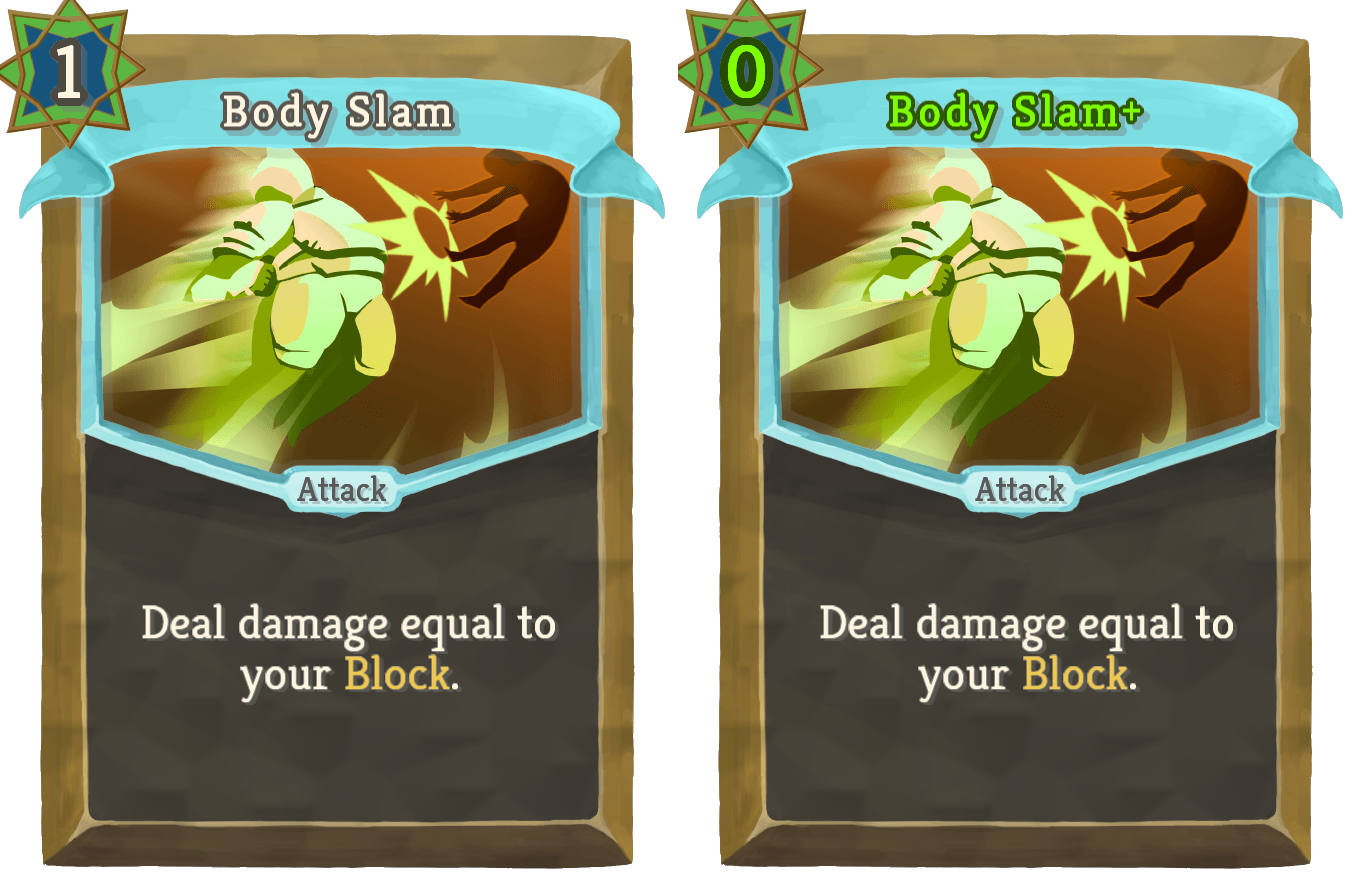 1
Body Slam
Attack
Deal damage equal to
your Block.
0
Body Slam+
Attack
Deal damage equal to
your Block.